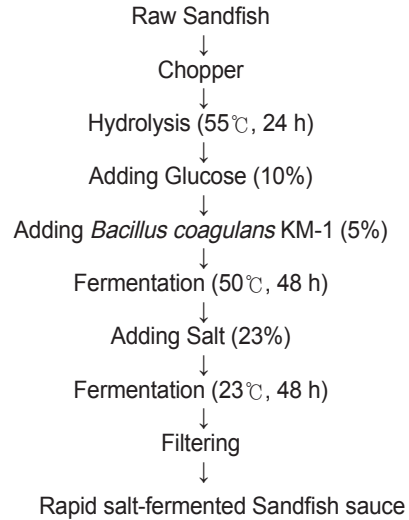 Raw Sandfish
↓
Chopper
↓
Hydrolysis (55℃, 24 h)
↓
Adding Glucose (10%)
↓
Adding Bacillus coagulans KM-1 (5%)
↓
Fermentation (50℃, 48 h)
↓
Adding Salt (23%)
↓
Fermentation (23℃, 48 h)
↓
Filtering
↓
Rapid salt-fermented Sandfish sauce